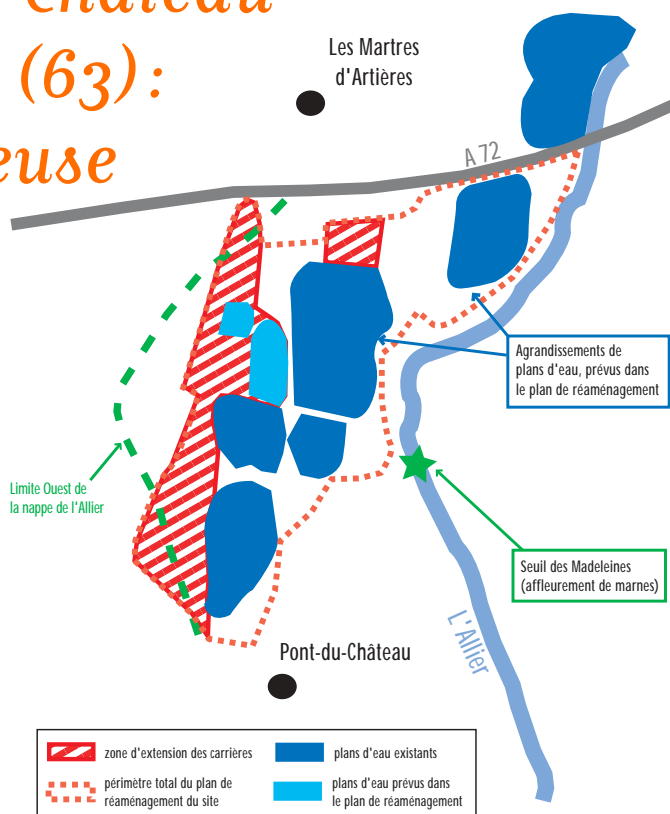 Château
(63) :
euse
Les Martres
d'Artières
A 72
Agrandissements de
plans d'eau, prévus dans
le plan de réaménagement
Limite Ouest de
la nappe de l'Allier
Seuil des Madeleines
(affleurement de marnes)
L'Allier
Pont-du-Château
zone d'extension des carrières
plans d'eau existants
périmètre total du plan de
réaménagement du site
plans d'eau prévus dans
le plan de réaménagement